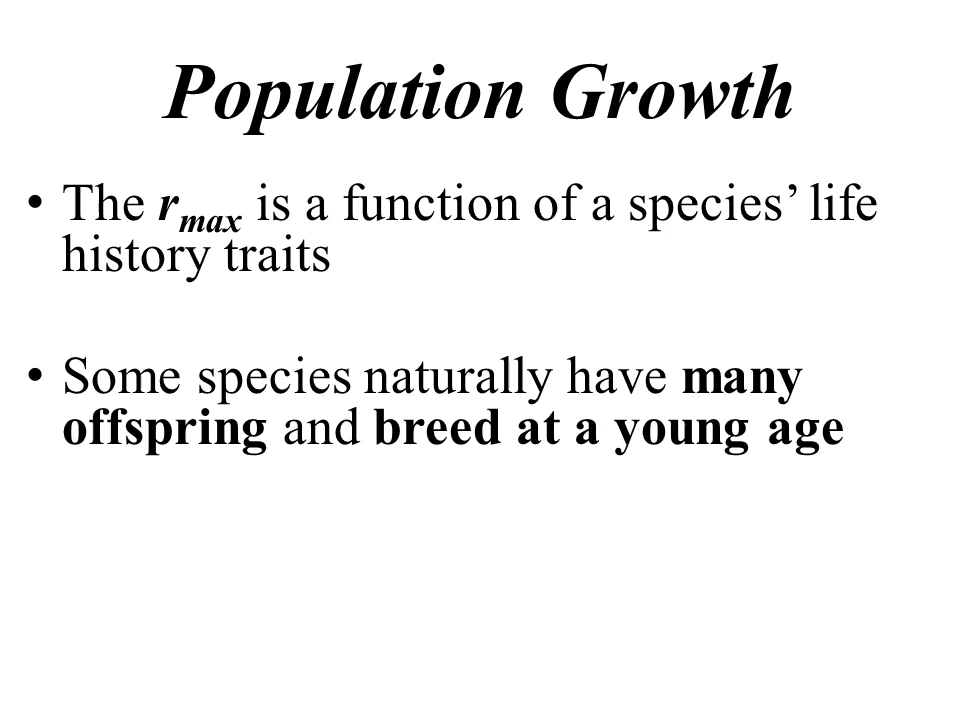 Population Growth
• The rmax is a function of a species’ life
history traits
• Some species naturally have many
offspring and breed at a young age